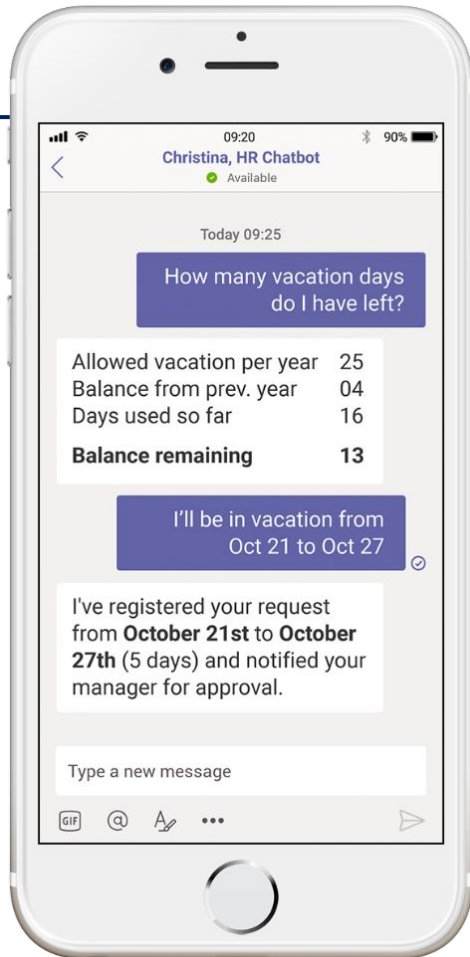 09:20
90%
Christina, HR Chatbot
Available
Today 09:25
How many vacation days
do I have left?
Allowed vacation per year 25
Balance from prev. year 04
Days used so far 16
Balance remaining 13
I'll be in vacation from
Oct 21 to Oct 27
I've registered your request
from October 21st to October
27th (5 days) and notified your
manager for approval.
Type a new message
GIF @ A •••